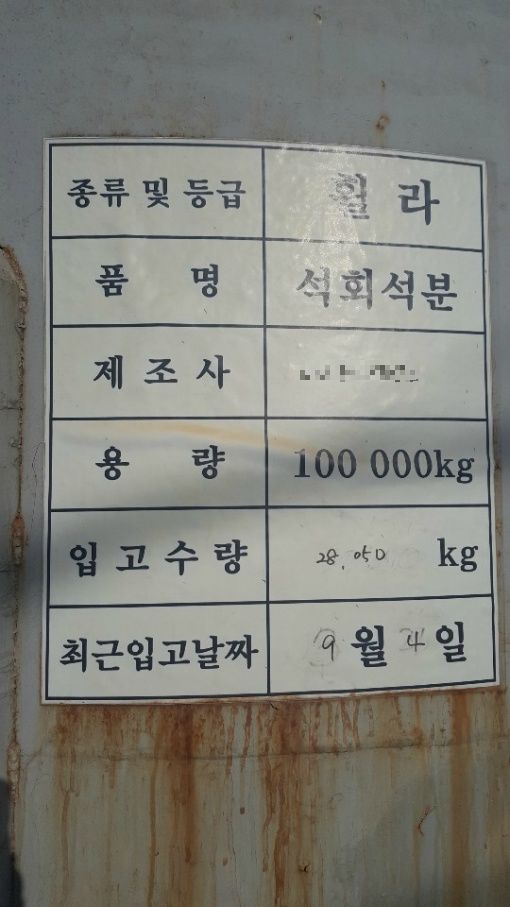 종류 및 등급 휠라
품 명 석회석분
제조사
용 량 100 000kg
입고수량 28.050 kg
최근입고날짜 9월 4일